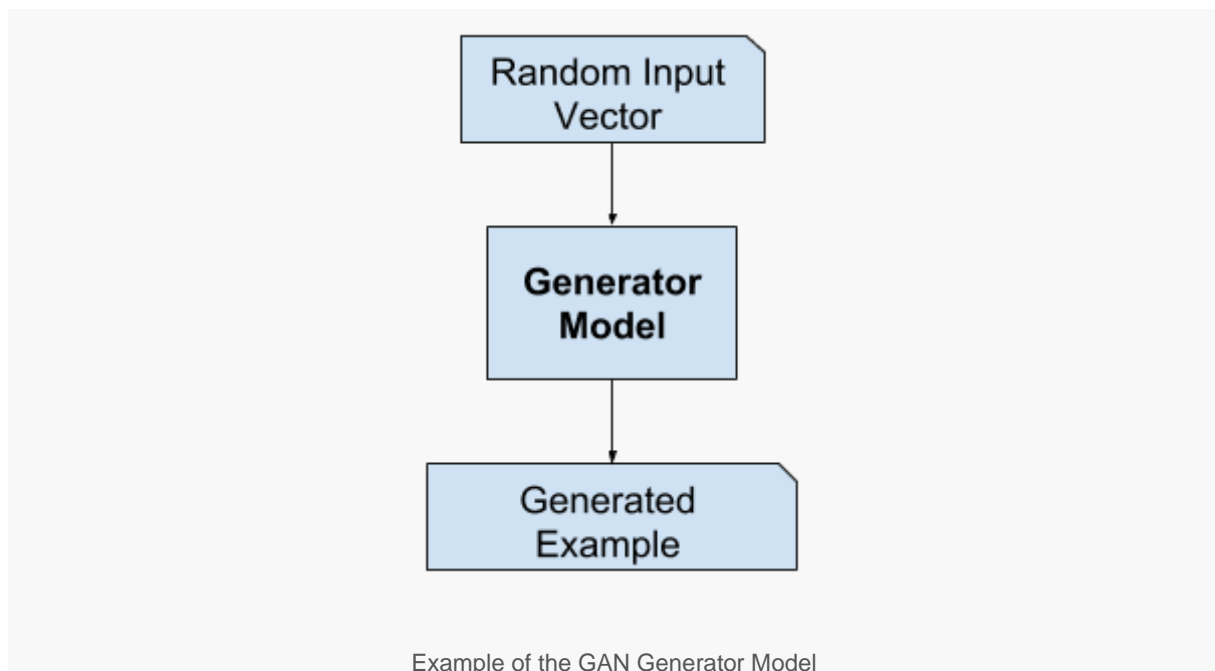 Random Input
Vector
Generator
Model
Generated
Example
Example of the GAN Generator Model